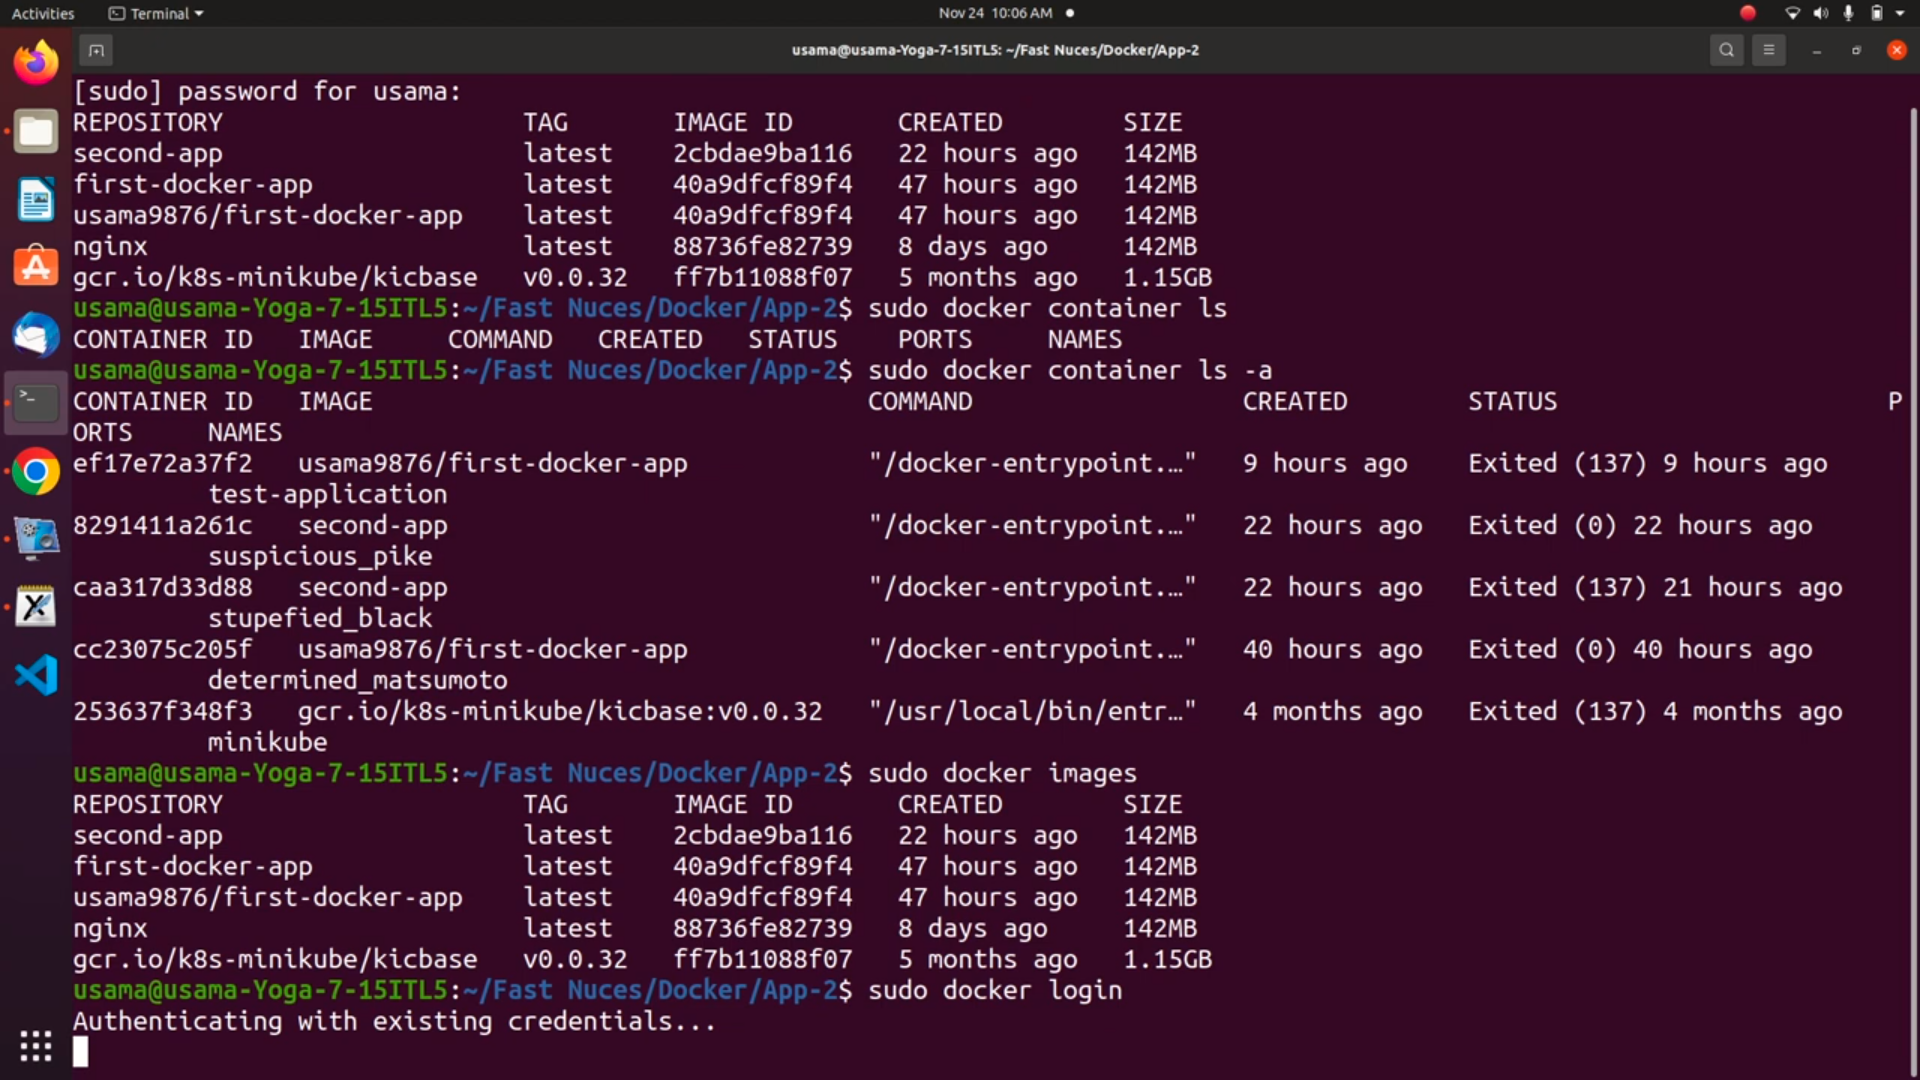 Activities Terminal Nov 24 10:06 AM
usama@usama-Yoga-7-15ITL5: ~/Fast Nuces/Docker/App-2
[sudo] password for usama:
REPOSITORY TAG IMAGE ID CREATED SIZE
second-app latest 2cbdae9ba116 22 hours ago 142MB
first-docker-app latest 40a9dfcf89f4 47 hours ago 142MB
usama9876/first-docker-app latest 40a9dfcf89f4 47 hours ago 142MB
nginx latest 88736fe82739 8 days ago 142MB
gcr.io/k8s-minikube/kicbase v0.0.32 ff7b11088f07 5 months ago 1.15GB
usama@usama-Yoga-7-15ITL5:~/Fast Nuces/Docker/App-2$ sudo docker container ls
CONTAINER ID IMAGE COMMAND CREATED STATUS PORTS NAMES
usama@usama-Yoga-7-15ITL5:~/Fast Nuces/Docker/App-2$ sudo docker container ls -a
CONTAINER ID IMAGE COMMAND CREATED STATUS P
ORTS NAMES
ef17e72a37f2 usama9876/first-docker-app "/docker-entrypoint.…" 9 hours ago Exited (137) 9 hours ago
test-application
8291411a261c second-app "/docker-entrypoint.…" 22 hours ago Exited (0) 22 hours ago
suspicious_pike
caa317d33d88 second-app "/docker-entrypoint.…" 22 hours ago Exited (137) 21 hours ago
stupefied_black
cc23075c205f usama9876/first-docker-app "/docker-entrypoint.…" 40 hours ago Exited (0) 40 hours ago
determined_matsumoto
253637f348f3 gcr.io/k8s-minikube/kicbase:v0.0.32 "/usr/local/bin/entr…" 4 months ago Exited (137) 4 months ago
minikube
usama@usama-Yoga-7-15ITL5:~/Fast Nuces/Docker/App-2$ sudo docker images
REPOSITORY TAG IMAGE ID CREATED SIZE
second-app latest 2cbdae9ba116 22 hours ago 142MB
first-docker-app latest 40a9dfcf89f4 47 hours ago 142MB
usama9876/first-docker-app latest 40a9dfcf89f4 47 hours ago 142MB
nginx latest 88736fe82739 8 days ago 142MB
gcr.io/k8s-minikube/kicbase v0.0.32 ff7b11088f07 5 months ago 1.15GB
usama@usama-Yoga-7-15ITL5:~/Fast Nuces/Docker/App-2$ sudo docker login
Authenticating with existing credentials...